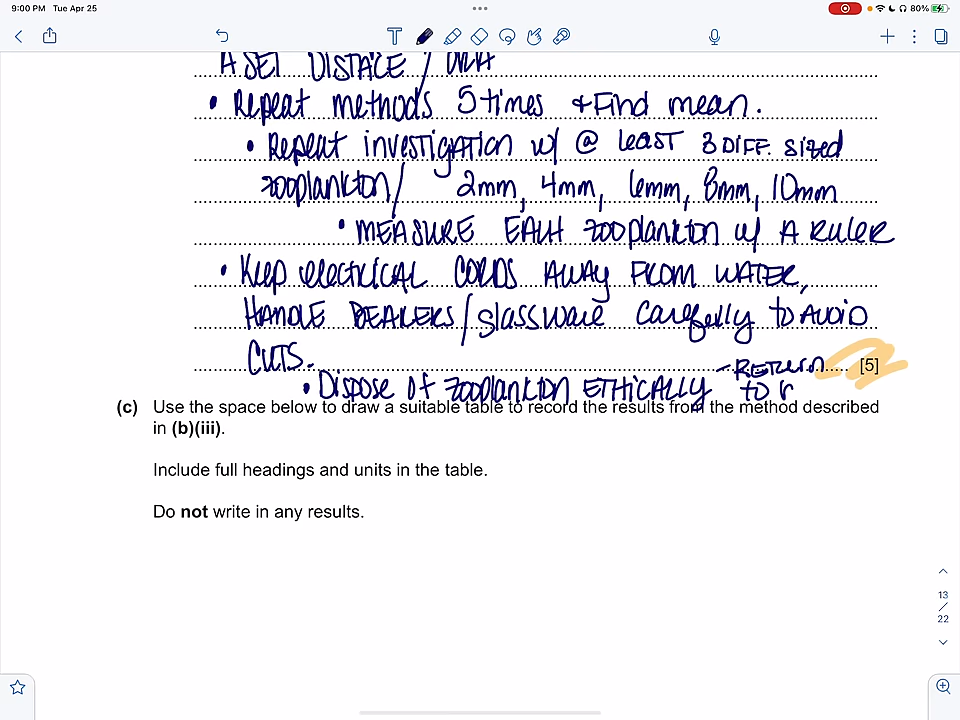 9:00 PM Tue Apr 25
80%
A SET DISTACE / AREA
• Repeat methods 5 times + Find mean.
• Repeat investigation w/ @ least 3 DIFF. sized
zooplankton / 2mm, 4mm, 6mm, 8mm, 10mm
• MEASURE EACH zooplankton w/ A RULER
• Keep electrical CORDS AWAY FROM WATER,
HANDLE BEAKERS / glassware carefully to AVOID
CUTS.
[5]
• Dispose of zooplankton ETHICALLY - RETURN
to
(c) Use the space below to draw a suitable table to record the results from the method described
in (b)(iii).
Include full headings and units in the table.
Do not write in any results.
13
/
22